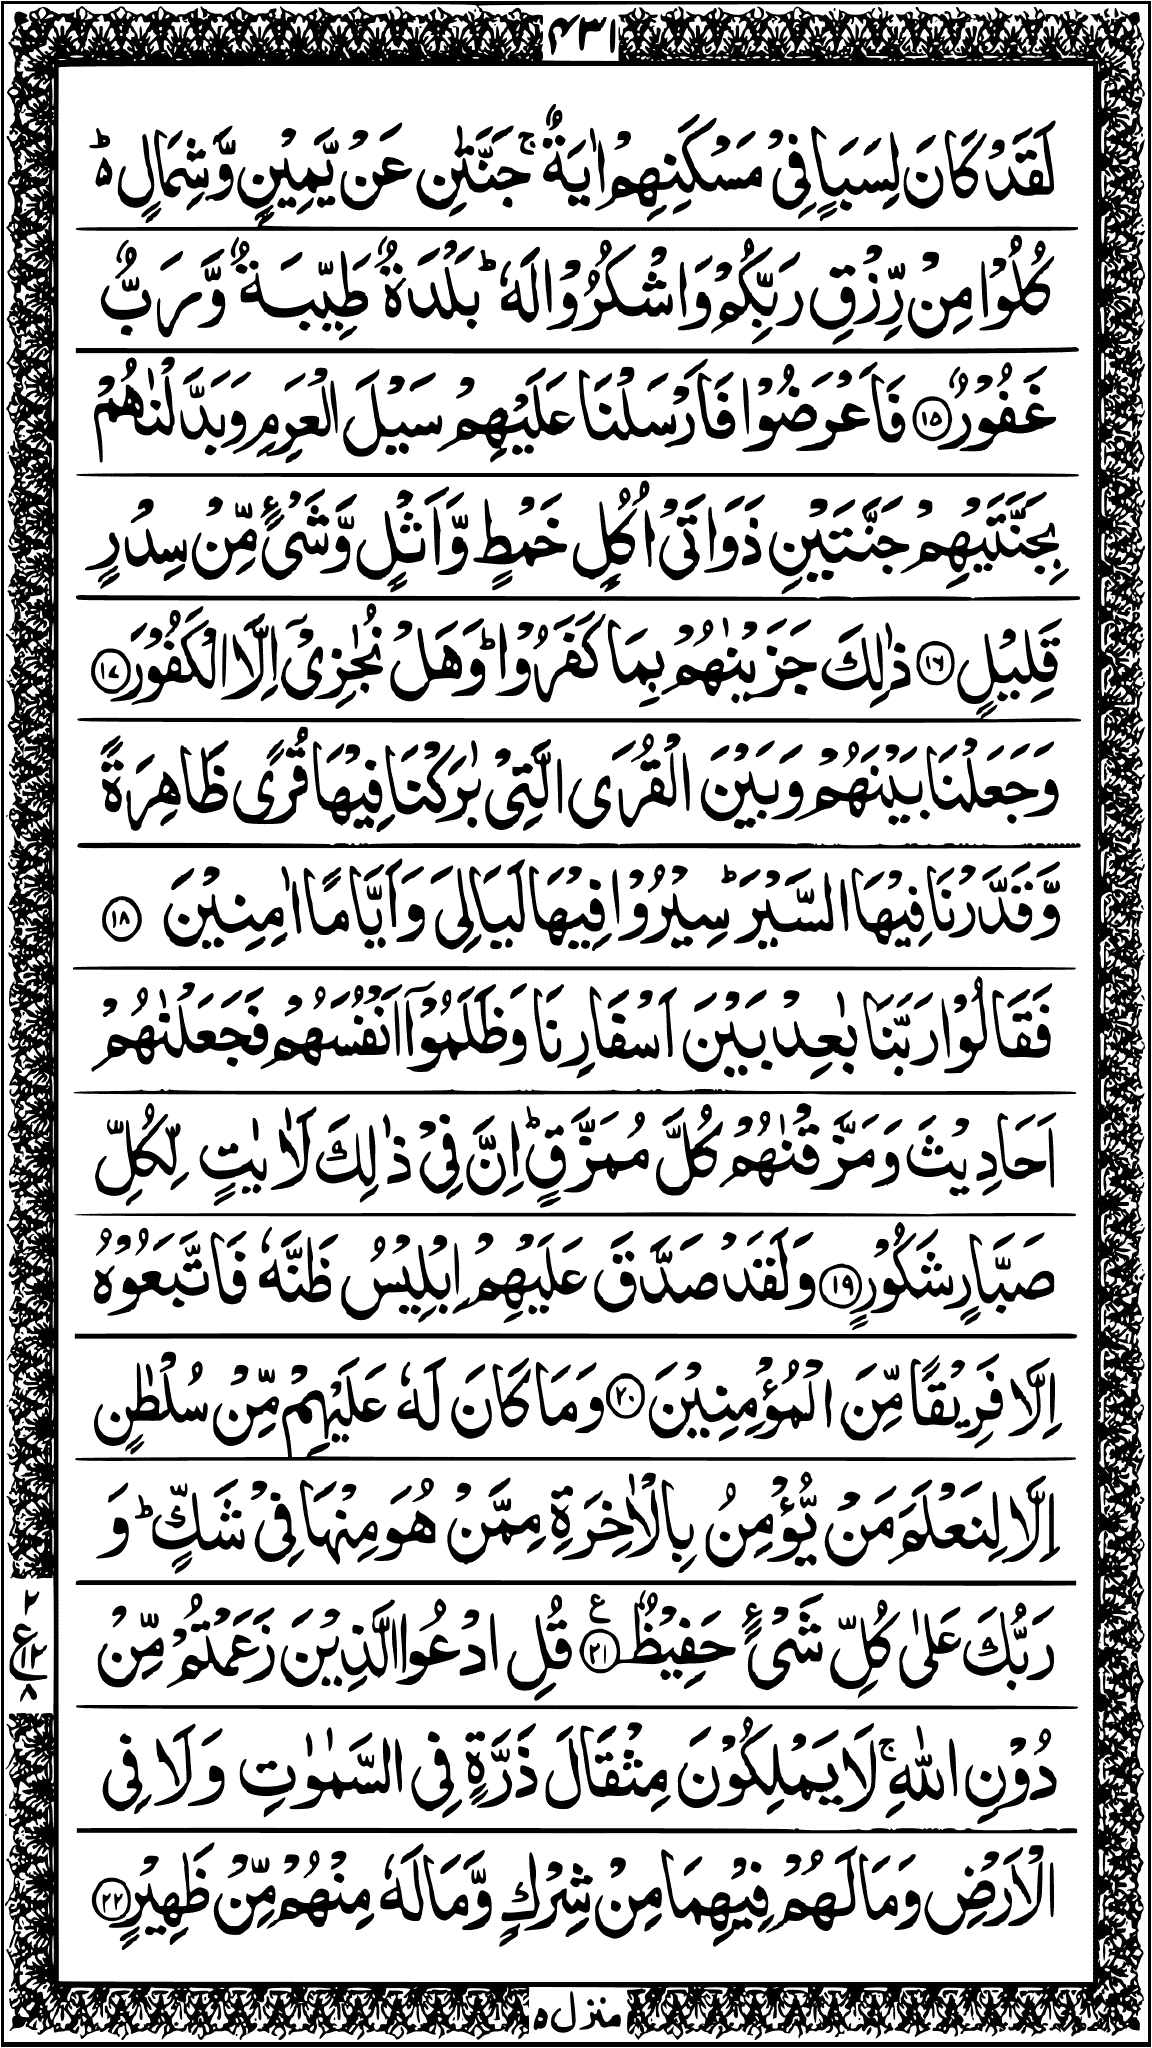 ۴۳۱
لَقَدْ كَانَ لِسَبَاٍ فِیْ مَسْكَنِهِمْ اٰیَةٌ ۚ جَنَّتٰنِ عَنْ یَّمِیْنٍ وَّشِمَالٍ ؕ۬
كُلُوْا مِنْ رِّزْقِ رَبِّكُمْ وَاشْكُرُوْا لَهٗ ؕ بَلْدَةٌ طَیِّبَةٌ وَّرَبٌّ
غَفُوْرٌ ﴿۱۵﴾ فَاَعْرَضُوْا فَاَرْسَلْنَا عَلَیْهِمْ سَیْلَ الْعَرِمِ وَبَدَّلْنٰهُمْ
بِجَنَّتَیْهِمْ جَنَّتَیْنِ ذَوَاتَیْ اُكُلٍ خَمْطٍ وَّاَثْلٍ وَّشَیْءٍ مِّنْ سِدْرٍ
قَلِیْلٍ ﴿۱۶﴾ ذٰلِكَ جَزَیْنٰهُمْ بِمَا كَفَرُوْا ؕ وَهَلْ نُجٰزِیْۤ اِلَّا الْكَفُوْرَ ﴿۱۷﴾
وَجَعَلْنَا بَیْنَهُمْ وَبَیْنَ الْقُرَی الَّتِیْ بٰرَكْنَا فِیْهَا قُرًی ظَاهِرَةً
وَّقَدَّرْنَا فِیْهَا السَّیْرَ ؕ سِیْرُوْا فِیْهَا لَیَالِیَ وَاَیَّامًا اٰمِنِیْنَ ﴿۱۸﴾
فَقَالُوْا رَبَّنَا بٰعِدْ بَیْنَ اَسْفَارِنَا وَظَلَمُوْۤا اَنْفُسَهُمْ فَجَعَلْنٰهُمْ
اَحَادِیْثَ وَمَزَّقْنٰهُمْ كُلَّ مُمَزَّقٍ ؕ اِنَّ فِیْ ذٰلِكَ لَاٰیٰتٍ لِّكُلِّ
صَبَّارٍ شَكُوْرٍ ﴿۱۹﴾ وَلَقَدْ صَدَّقَ عَلَیْهِمْ اِبْلِیْسُ ظَنَّهٗ فَاتَّبَعُوْهُ
اِلَّا فَرِیْقًا مِّنَ الْمُؤْمِنِیْنَ ﴿۲۰﴾ وَمَا كَانَ لَهٗ عَلَیْهِمْ مِّنْ سُلْطٰنٍ
اِلَّا لِنَعْلَمَ مَنْ یُّؤْمِنُ بِالْاٰخِرَةِ مِمَّنْ هُوَ مِنْهَا فِیْ شَكٍّ ؕ وَ
رَبُّكَ عَلٰی كُلِّ شَیْءٍ حَفِیْظٌ ﴿۲۱﴾ ع قُلِ ادْعُوا الَّذِیْنَ زَعَمْتُمْ مِّنْ
۲
ع ۱۲
۸
دُوْنِ اللّٰهِ ۚ لَا یَمْلِكُوْنَ مِثْقَالَ ذَرَّةٍ فِی السَّمٰوٰتِ وَلَا فِی
الْاَرْضِ وَمَا لَهُمْ فِیْهِمَا مِنْ شِرْكٍ وَّمَا لَهٗ مِنْهُمْ مِّنْ ظَهِیْرٍ ﴿۲۲﴾
منزل ۵